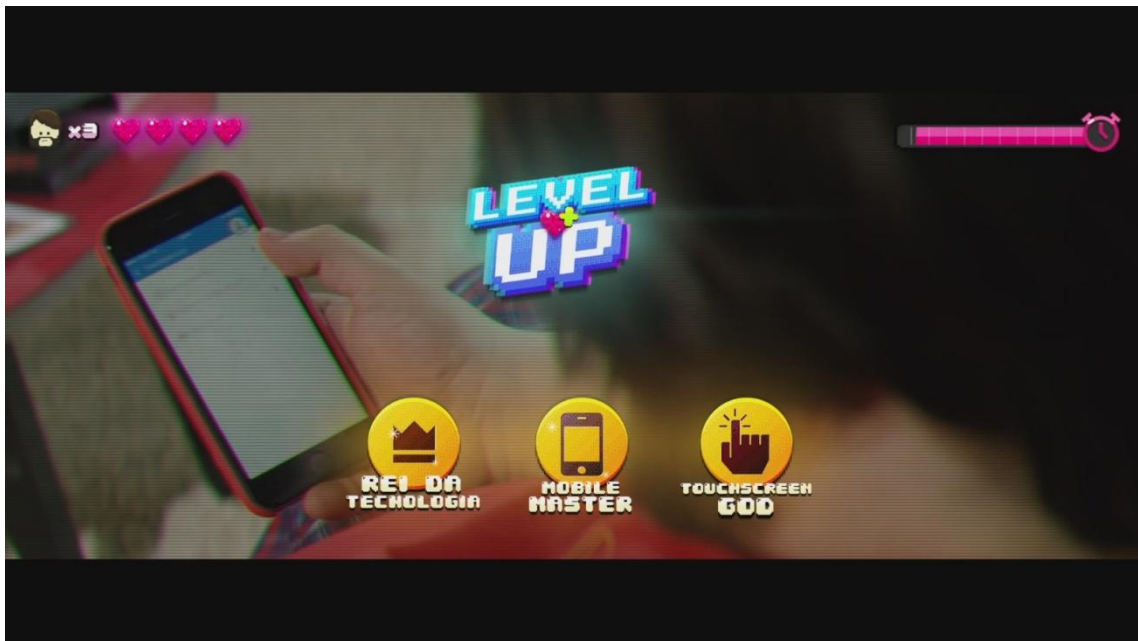 x3
LEVEL
UP
REI DA
TECNOLOGIA
MOBILE
MASTER
TOUCHSCREEN
GOD